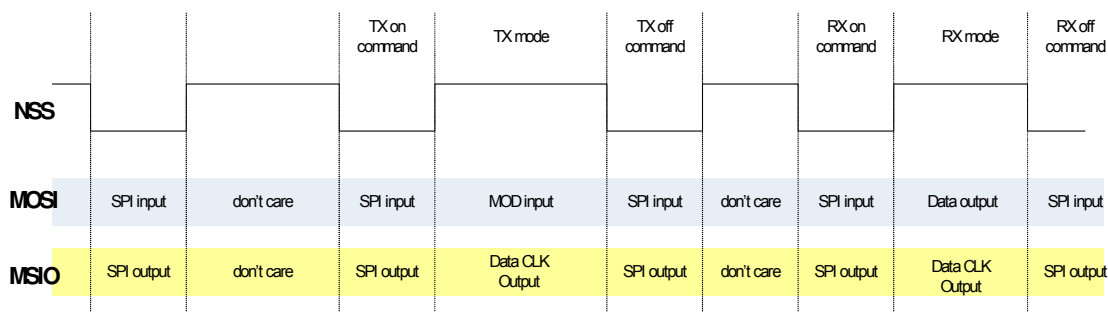 TX on command
TX mode
TX off command
RX on command
RX mode
RX off command
NSS
MOSI SPI input don't care SPI input MOD input SPI input don't care SPI input Data output SPI input
MSIO SPI output don't care SPI output Data CLK Output SPI output don't care SPI output Data CLK Output SPI output